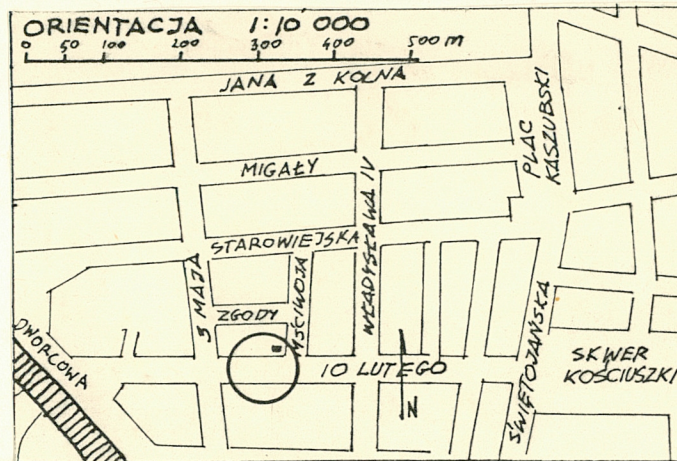 ORIENTACJA 1:10 000
0 50 100 200 300 400 500 M
JANA Z KOLNA
PLAC
KASZUBSKI
MIGAŁY
WŁADYSŁAWA IV
STAROWIEJSKA
3 MAJA
MŚCIWOJA
ZGODY
DWORCOWA
10 LUTEGO
N
ŚWIĘTOJAŃSKA
SKWER
KOŚCIUSZKI